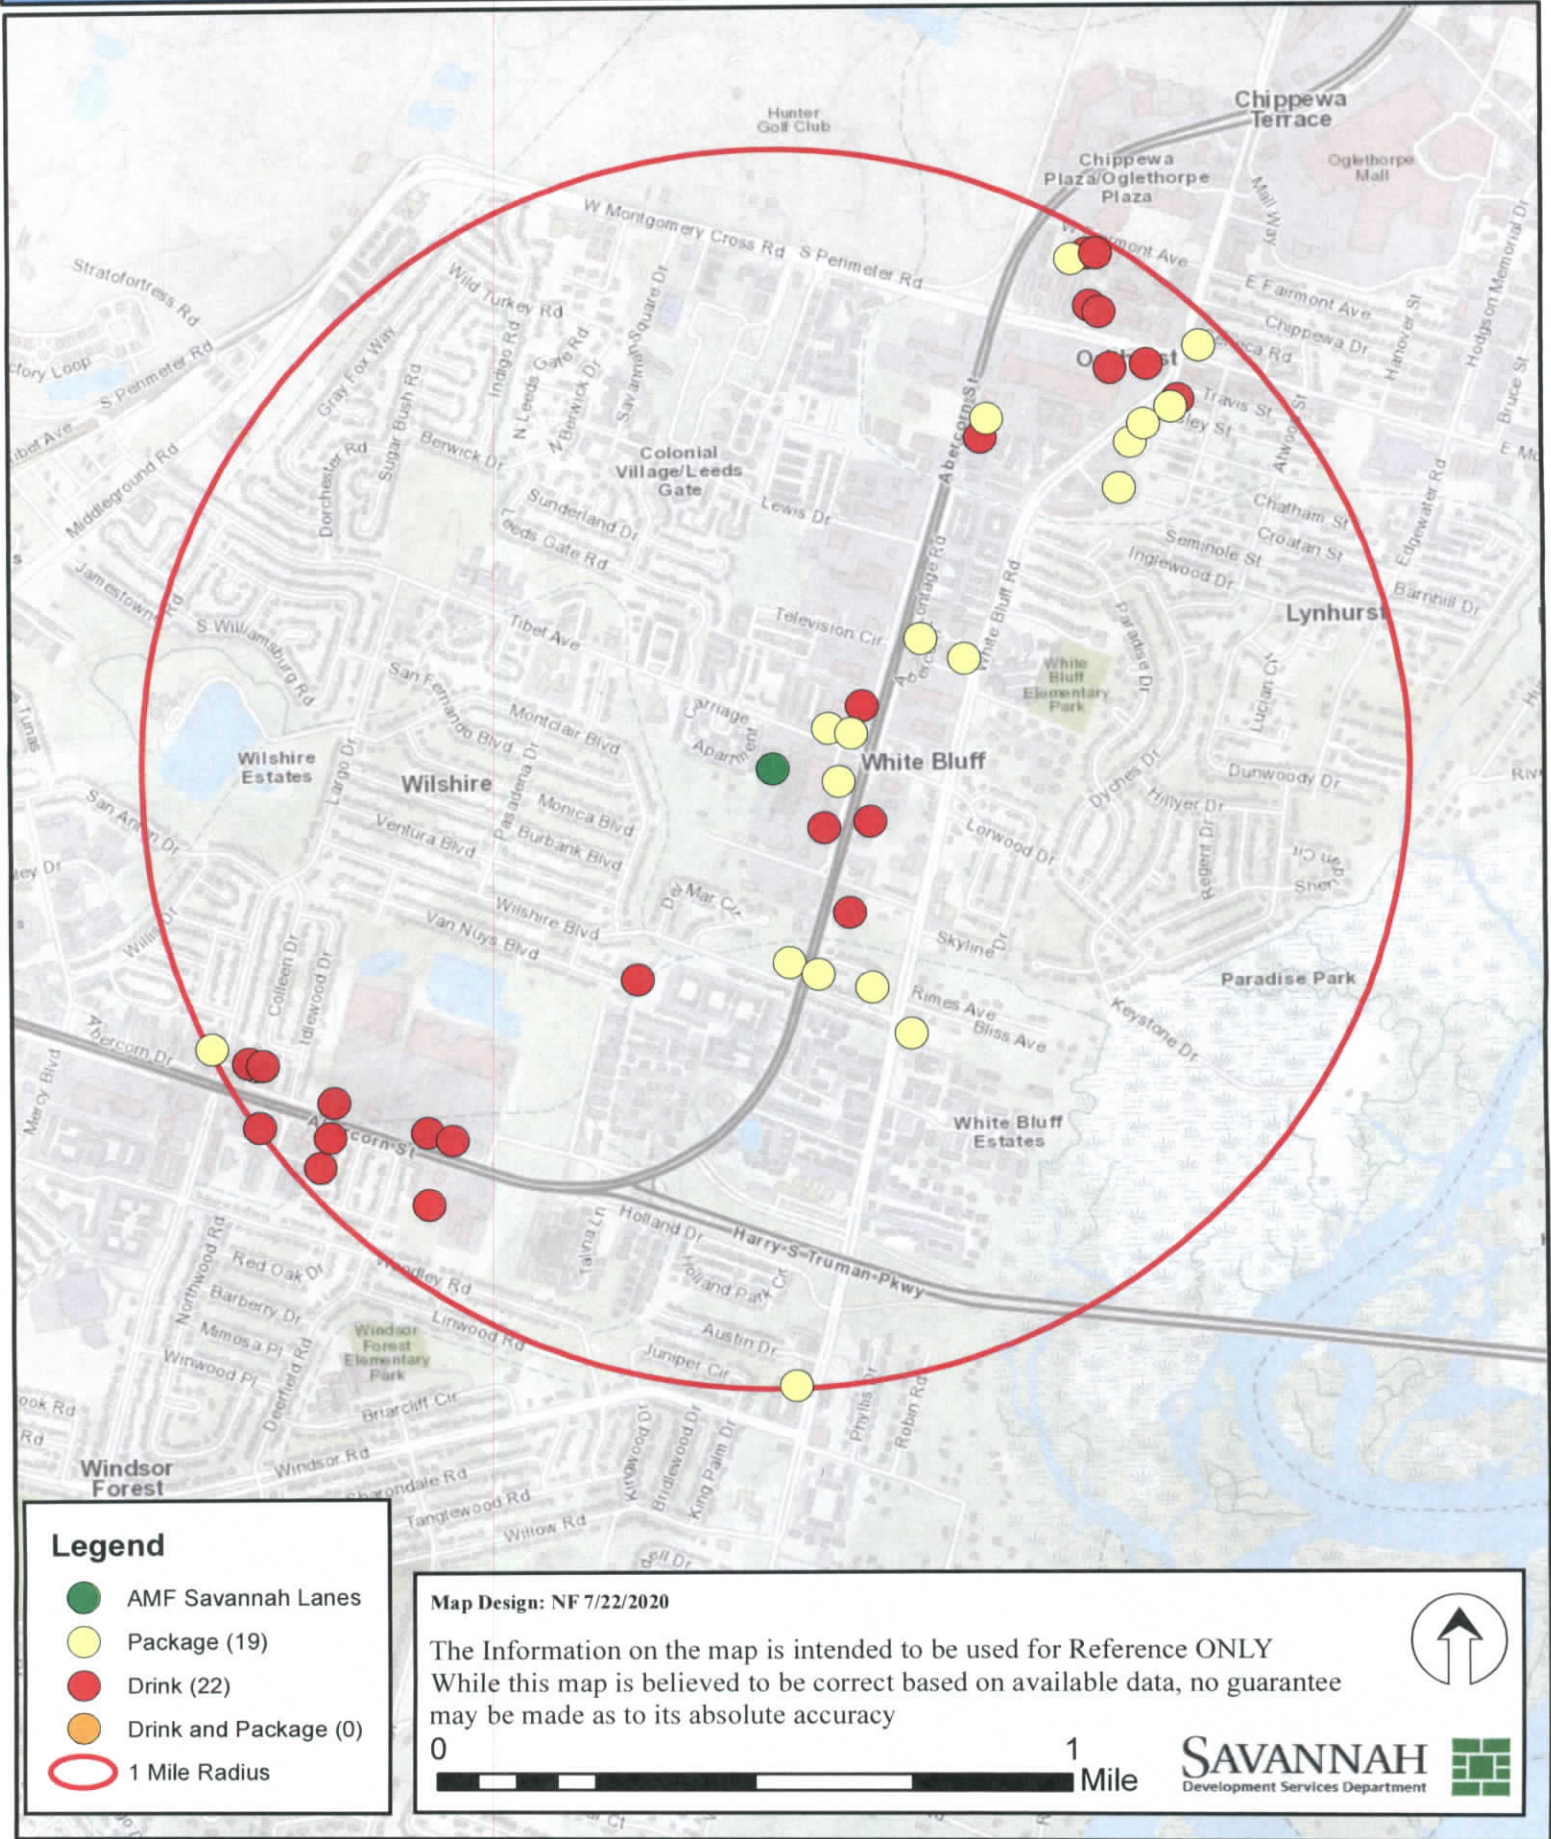 Hunter
Golf Club
Chippewa
Terrace
Chippewa
Plaza/Oglethorpe
Plaza
Oglethorpe
Mall
Mall Way
Hodgson Memorial Dr
W Montgomery Cross Rd
S Perimeter Rd
Ave
E Fairmont Ave
Chippewa Dr
Hanover St
Bruce St
Stratofortress Rd
S Perimeter Rd
Wild Turkey Rd
Gray Fox Way
Indigo Rd
N Leeds Gate Rd
N Berwick Dr
Savannah Square Dr
Sugar Bush Rd
Berwick Dr
Dorchester Rd
Middleground Rd
Colonial
Village/Leeds
Gate
Abercorn St
Travis St
Atwood St
Edgewater Rd
Sunderland Dr
Leeds Gate Rd
Lewis Dr
Chatham St
Croatan St
Seminole St
Inglewood Dr
Barnhill Dr
Lynhurst
S Williamsburg Rd
Tibet Ave
Television Cir
White Bluff Rd
White
Bluff
Elementary
Park
Paradise Dr
San Fernando Blvd
Montclair Blvd
Carriage
Wilshire
Estates
Largo Dr
Wilshire
Pasadena Dr
White Bluff
Dyches Dr
Dunwoody Dr
Hillyer Dr
Monica Blvd
Ventura Blvd
Burbank Blvd
Lorwood Dr
Regent Dr
Del Mar Cir
Wilshire Blvd
Van Nuys Blvd
Skyline Dr
Paradise Park
Colleen Dr
Idlewood Dr
Rimes Ave
Bliss Ave
Keystone Dr
Abercorn Dr
Mercy Blvd
White Bluff
Estates
Holland Dr
Harry-S-Truman-Pkwy
Holland Park Cir
Northwood Rd
Red Oak Dr
Barberry Dr
Mimosa Pl
Winwood Pl
Deerfield Rd
Linwood Rd
Windsor
Forest
Elementary
Park
Briarcliff Cir
Austin Dr
Juniper Cir
Robin Rd
Bridlewood Dr
King Palm Dr
Windsor Rd
Tanglewood Rd
Willow Rd
Windsor
Forest
Legend
AMF Savannah Lanes
Package (19)
Drink (22)
Drink and Package (0)
1 Mile Radius
Map Design: NF 7/22/2020
The Information on the map is intended to be used for Reference ONLY
While this map is believed to be correct based on available data, no guarantee
may be made as to its absolute accuracy
0 1
Mile
SAVANNAH
Development Services Department